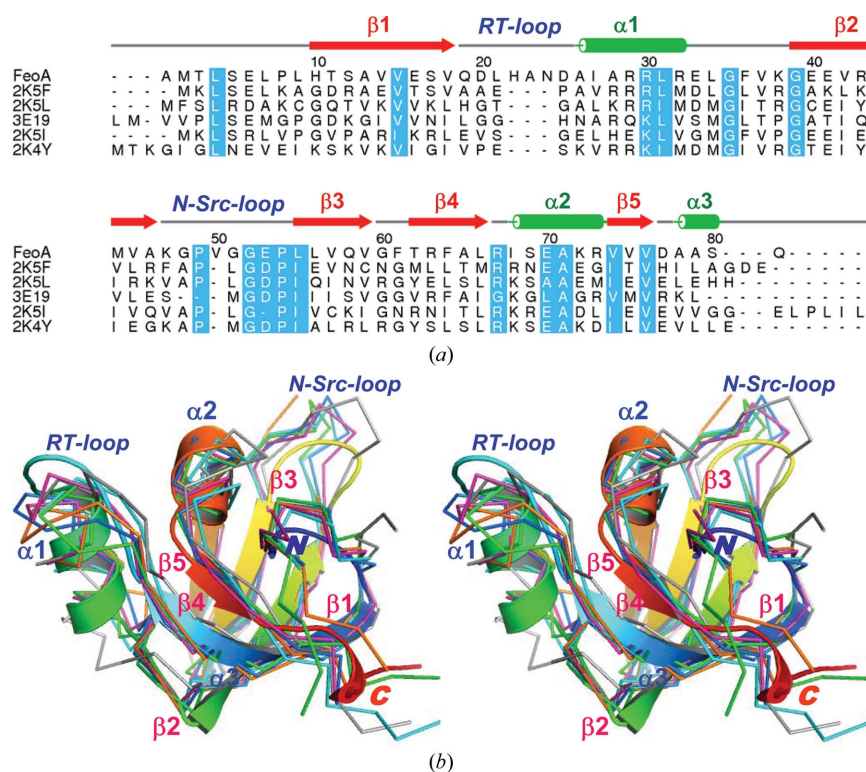 β1 RT-loop α1 β2
10 20 30 40
FeoA - - - A M T L S E L P L H T S A V V E S V Q D L H A N D A I A R R L R E L G F V K G E E V R
2K5F - - - - M K L S E L K A G D R A E V T S V A A E - - - P A V R R R L M D L G L V R G A K L K
2K5L - - - M F S L R D A K C G Q T V K V V K L H G T - - - G A L K R R I M D M G I T R G C E I Y
3E19 L M - V V P L S E M G P G D K G I V V N I L G G - - - H N A R Q K L V S M G L V P G A T I Q
2K5I - - - - M K L S R L V P G V P A R I K R L E V S - - - G E L H E K L V G M G F V P G E E I E
2K4Y M T K G I G L N E V E I K S K V K V I G I V P E - - - S K V R R K I M D M G I V R G T E I Y
N-Src-loop β3 β4 α2 β5 α3
50 60 70 80
FeoA M V A K G P V G G E P L L V Q V G F T R F A L R I S E A K R V V V D A A S - - - Q - - - - - -
2K5F V L R F A P - L G D P I E V N C N G M L L T M R R N E A E G I T V H I L A G D E - - - - - -
2K5L I R K V A P - L G D P I Q I N V R G Y E L S L R K S A A E M I E V E L E H H - - - - - - - -
3E19 V L E S - - - M G D P I I I S V G G V R F A I G K G L A G R V M V R K L - - - - - - - - - -
2K5I I V Q V A P - L G - P I V C K I G N R N I T L R K R E A D L I E V E V V G G - - E L P L I L
2K4Y I E G K A P - M G D P I A L R L R G Y S L S L R K S E A K D I L E V L L E - - - - - - - - -
(a)
N-Src-loop N-Src-loop
α2 α2
RT-loop RT-loop
β3 β3
α1 α1
N N
β5 β5
β4 β1 β4 β1
α3 α3
C C
β2 β2
(b)